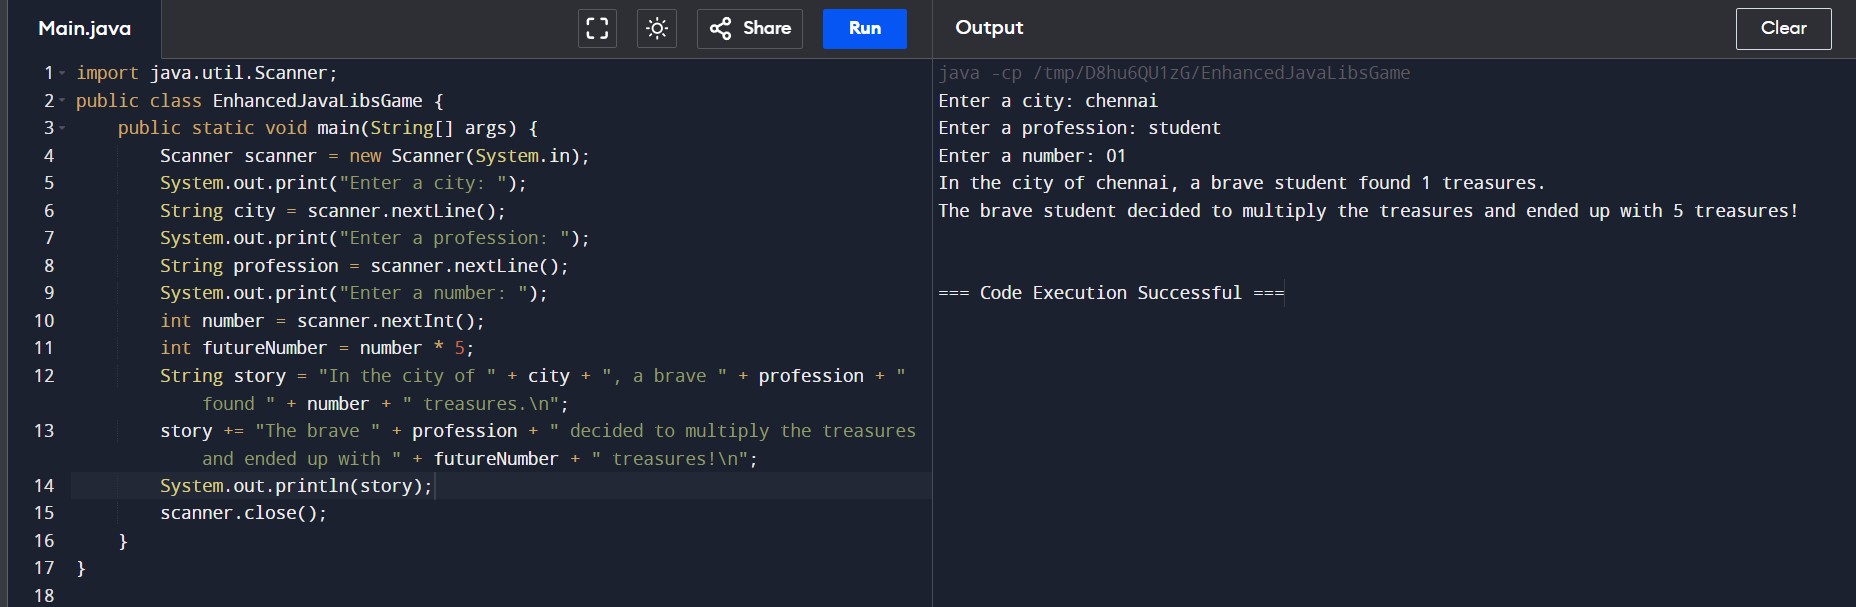 Main.java
Share
Run
Output
Clear
1 import java.util.Scanner;
2 public class EnhancedJavaLibsGame {
3     public static void main(String[] args) {
4         Scanner scanner = new Scanner(System.in);
5         System.out.print("Enter a city: ");
6         String city = scanner.nextLine();
7         System.out.print("Enter a profession: ");
8         String profession = scanner.nextLine();
9         System.out.print("Enter a number: ");
10         int number = scanner.nextInt();
11         int futureNumber = number * 5;
12         String story = "In the city of " + city + ", a brave " + profession + "
            found " + number + " treasures.\n";
13         story += "The brave " + profession + " decided to multiply the treasures
            and ended up with " + futureNumber + " treasures!\n";
14         System.out.println(story);
15         scanner.close();
16     }
17 }
18
java -cp /tmp/D8hu6QU1zG/EnhancedJavaLibsGame
Enter a city: chennai
Enter a profession: student
Enter a number: 01
In the city of chennai, a brave student found 1 treasures.
The brave student decided to multiply the treasures and ended up with 5 treasures!
=== Code Execution Successful ===